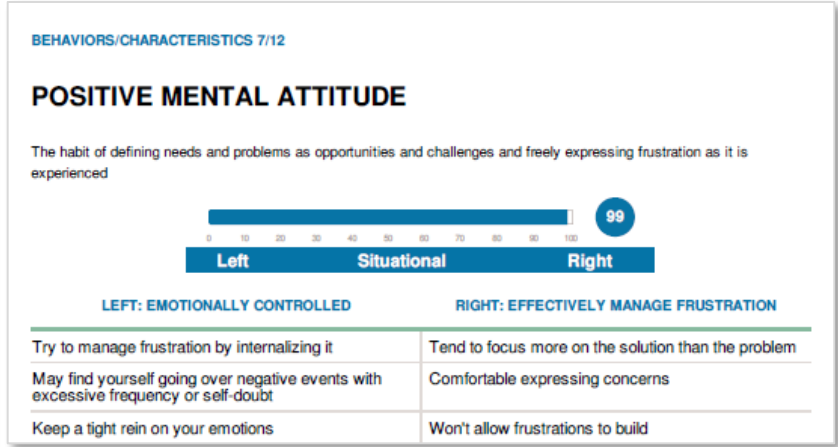 BEHAVIORS/CHARACTERISTICS 7/12
POSITIVE MENTAL ATTITUDE
The habit of defining needs and problems as opportunities and challenges and freely expressing frustration as it is
experienced
99
0 10 20 30 40 50 60 70 80 90 100
Left Situational Right
LEFT: EMOTIONALLY CONTROLLED RIGHT: EFFECTIVELY MANAGE FRUSTRATION
Try to manage frustration by internalizing it Tend to focus more on the solution than the problem
May find yourself going over negative events with Comfortable expressing concerns
excessive frequency or self-doubt
Keep a tight rein on your emotions Won't allow frustrations to build